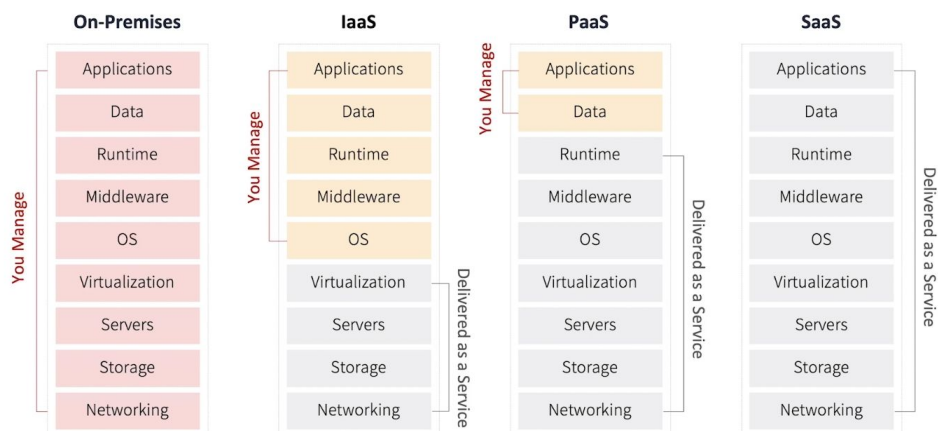 On-Premises
IaaS
PaaS
SaaS
You Manage
Applications
Data
Runtime
Middleware
OS
Virtualization
Servers
Storage
Networking
You Manage
Applications
Data
Runtime
Middleware
OS
Virtualization
Servers
Storage
Networking
Delivered as a Service
You Manage
Applications
Data
Runtime
Middleware
OS
Virtualization
Servers
Storage
Networking
Delivered as a Service
Applications
Data
Runtime
Middleware
OS
Virtualization
Servers
Storage
Networking
Delivered as a Service